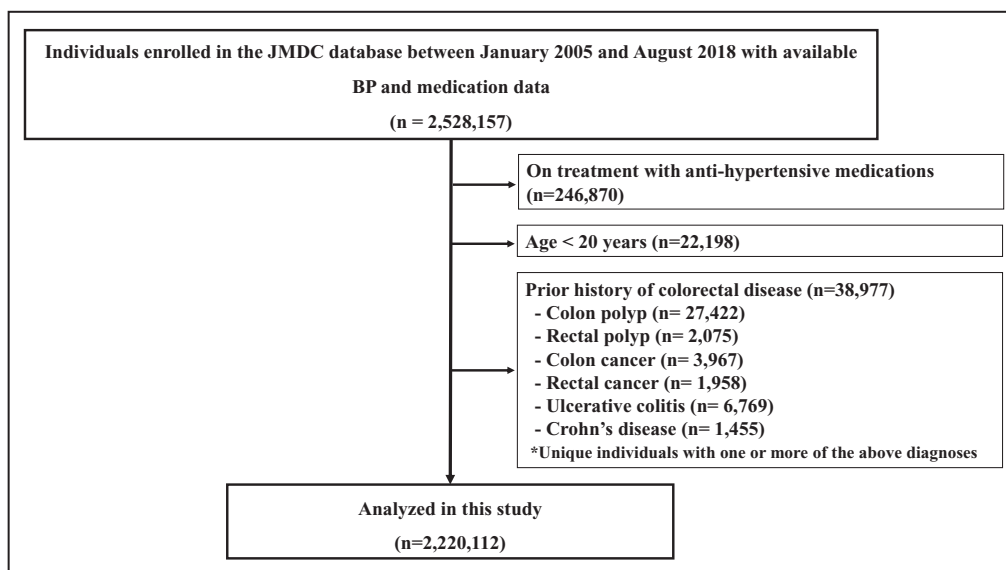 Individuals enrolled in the JMDC database between January 2005 and August 2018 with available
BP and medication data
(n = 2,528,157)
On treatment with anti-hypertensive medications
(n=246,870)
Age < 20 years (n=22,198)
Prior history of colorectal disease (n=38,977)
- Colon polyp (n= 27,422)
- Rectal polyp (n= 2,075)
- Colon cancer (n= 3,967)
- Rectal cancer (n= 1,958)
- Ulcerative colitis (n= 6,769)
- Crohn’s disease (n= 1,455)
*Unique individuals with one or more of the above diagnoses
Analyzed in this study
(n=2,220,112)